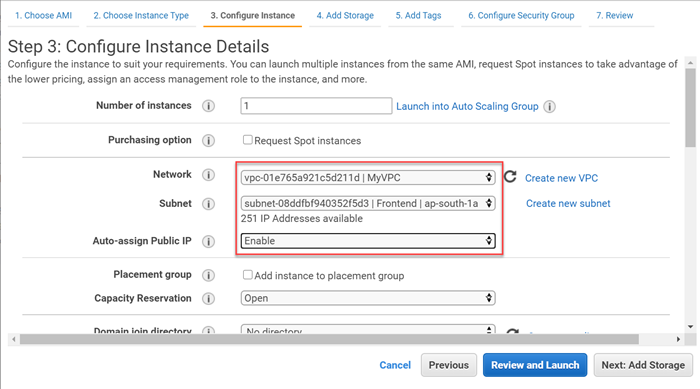 1. Choose AMI 2. Choose Instance Type 3. Configure Instance 4. Add Storage 5. Add Tags 6. Configure Security Group 7. Review
Step 3: Configure Instance Details
Configure the instance to suit your requirements. You can launch multiple instances from the same AMI, request Spot instances to take advantage of
the lower pricing, assign an access management role to the instance, and more.
Number of instances i 1 Launch into Auto Scaling Group i
Purchasing option i Request Spot instances
Network i vpc-01e765a921c5d211d | MyVPC Create new VPC
Subnet i subnet-08ddfbf940352f5d3 | Frontend | ap-south-1a Create new subnet
251 IP Addresses available
Auto-assign Public IP i Enable
Placement group i Add instance to placement group
Capacity Reservation i Open
Domain join directory i No directory
Cancel Previous Review and Launch Next: Add Storage